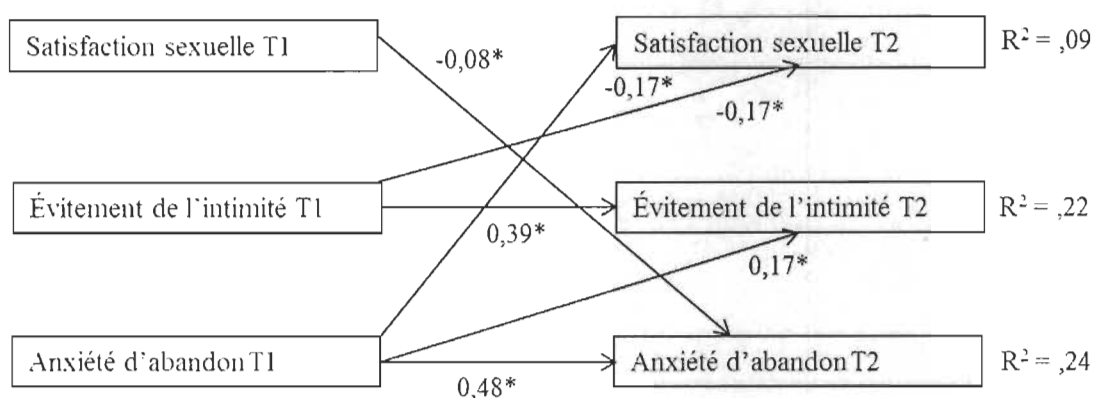 Satisfaction sexuelle T1
Satisfaction sexuelle T2
R² = ,09
-0,08*
-0,17*
-0,17*
Évitement de l'intimité T1
Évitement de l'intimité T2
R² = ,22
0,39*
0,17*
Anxiété d'abandon T1
Anxiété d'abandon T2
R² = ,24
0,48*